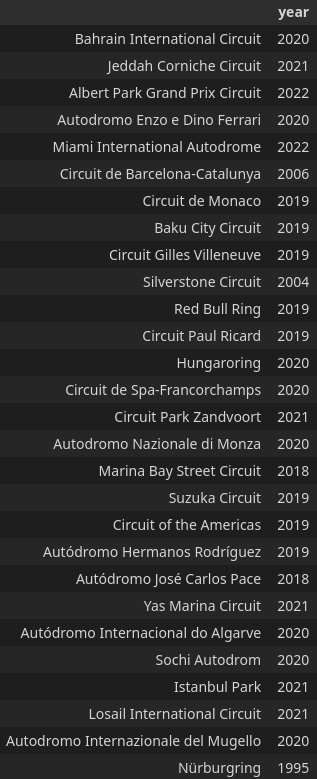 year
Bahrain International Circuit 2020
Jeddah Corniche Circuit 2021
Albert Park Grand Prix Circuit 2022
Autodromo Enzo e Dino Ferrari 2020
Miami International Autodrome 2022
Circuit de Barcelona-Catalunya 2006
Circuit de Monaco 2019
Baku City Circuit 2019
Circuit Gilles Villeneuve 2019
Silverstone Circuit 2004
Red Bull Ring 2019
Circuit Paul Ricard 2019
Hungaroring 2020
Circuit de Spa-Francorchamps 2020
Circuit Park Zandvoort 2021
Autodromo Nazionale di Monza 2020
Marina Bay Street Circuit 2018
Suzuka Circuit 2019
Circuit of the Americas 2019
Autódromo Hermanos Rodríguez 2019
Autódromo José Carlos Pace 2018
Yas Marina Circuit 2021
Autódromo Internacional do Algarve 2020
Sochi Autodrom 2020
Istanbul Park 2021
Losail International Circuit 2021
Autodromo Internazionale del Mugello 2020
Nürburgring 1995